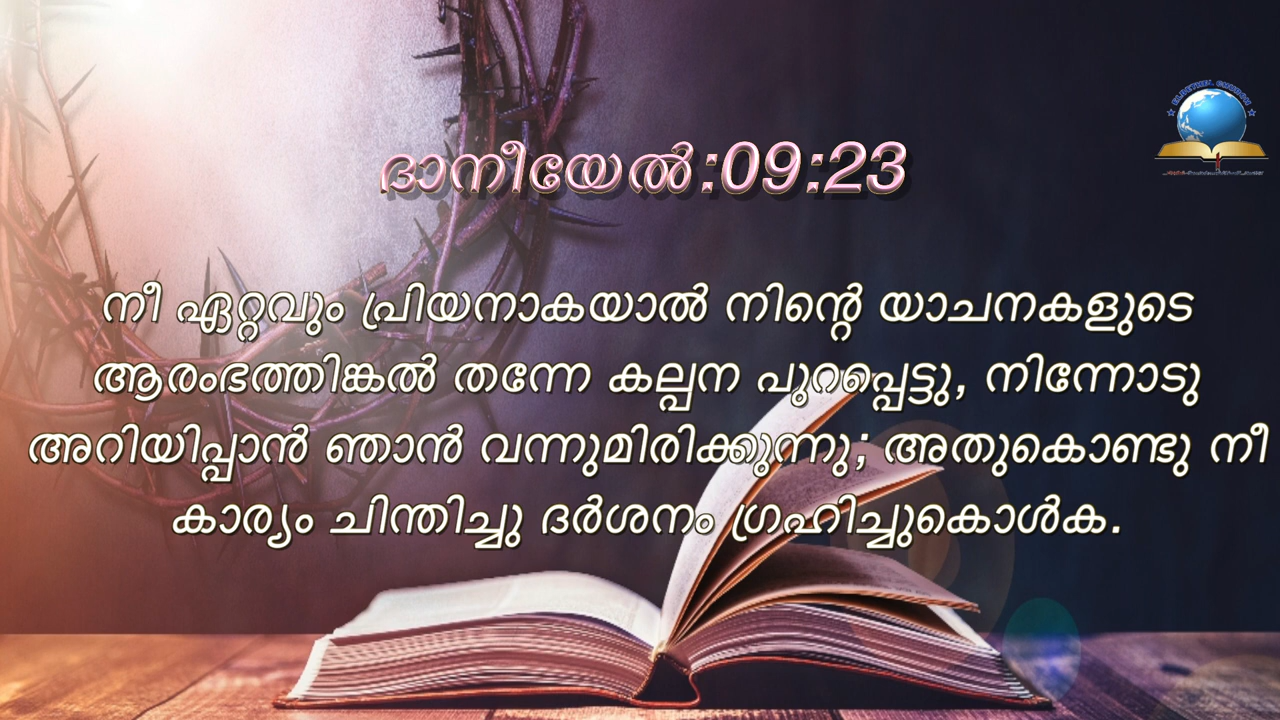 ദാനീയേൽ:09:23
നീ ഏറ്റവും പ്രിയനാകയാൽ നിന്റെ യാചനകളുടെ
ആരംഭത്തിങ്കൽ തന്നേ കല്പന പുറപ്പെട്ടു, നിന്നോടു
അറിയിപ്പാൻ ഞാൻ വന്നുമിരിക്കുന്നു; അതുകൊണ്ടു നീ
കാര്യം ചിന്തിച്ചു ദർശനം ഗ്രഹിച്ചുകൊൾക.